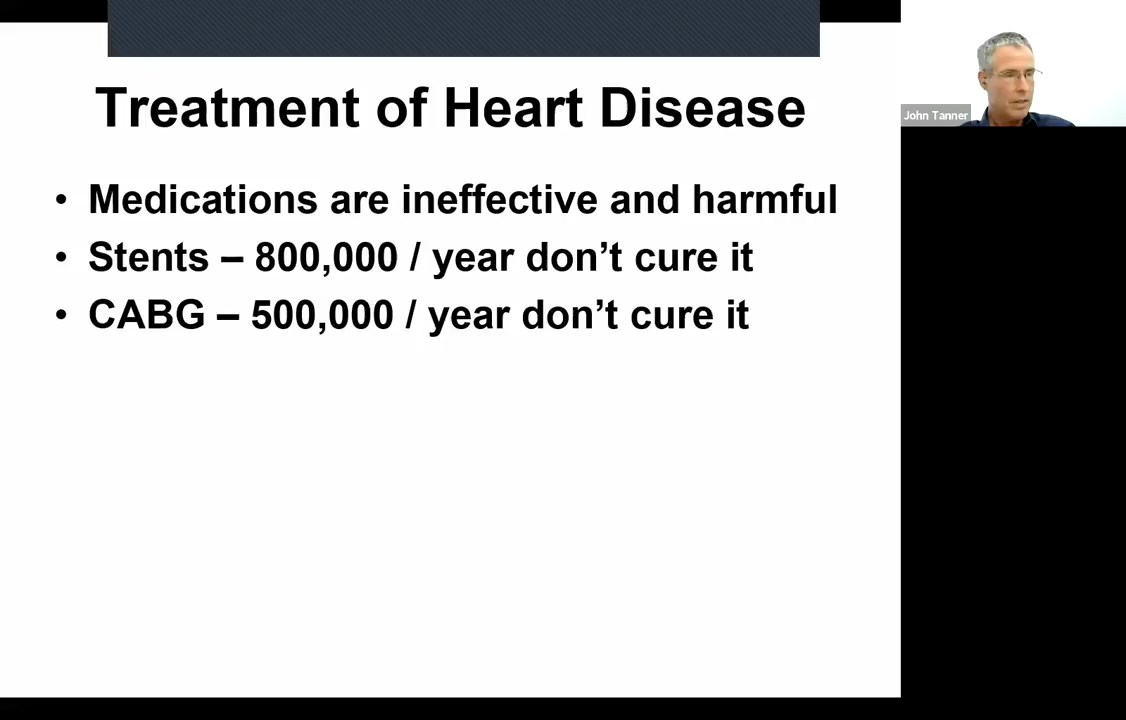 Treatment of Heart Disease
• Medications are ineffective and harmful
• Stents – 800,000 / year don’t cure it
• CABG – 500,000 / year don’t cure it
John Tanner